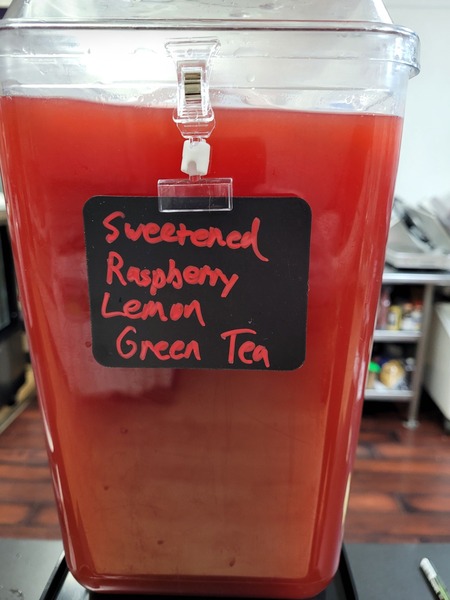 Sweetened
Raspberry
Lemon
Green Tea